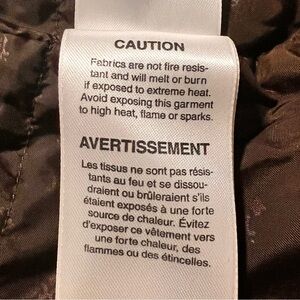 CAUTION
Fabrics are not fire resis-
tant and will melt or burn
if exposed to extreme heat.
Avoid exposing this garment
to high heat, flame or sparks.
AVERTISSEMENT
Les tissus ne sont pas résis-
tants au feu et se dissou-
draient ou brûleraient s'ils
étaient exposés à une forte
source de chaleur. Évitez
d'exposer ce vêtement vers
une forte chaleur, des
flammes ou des étincelles.